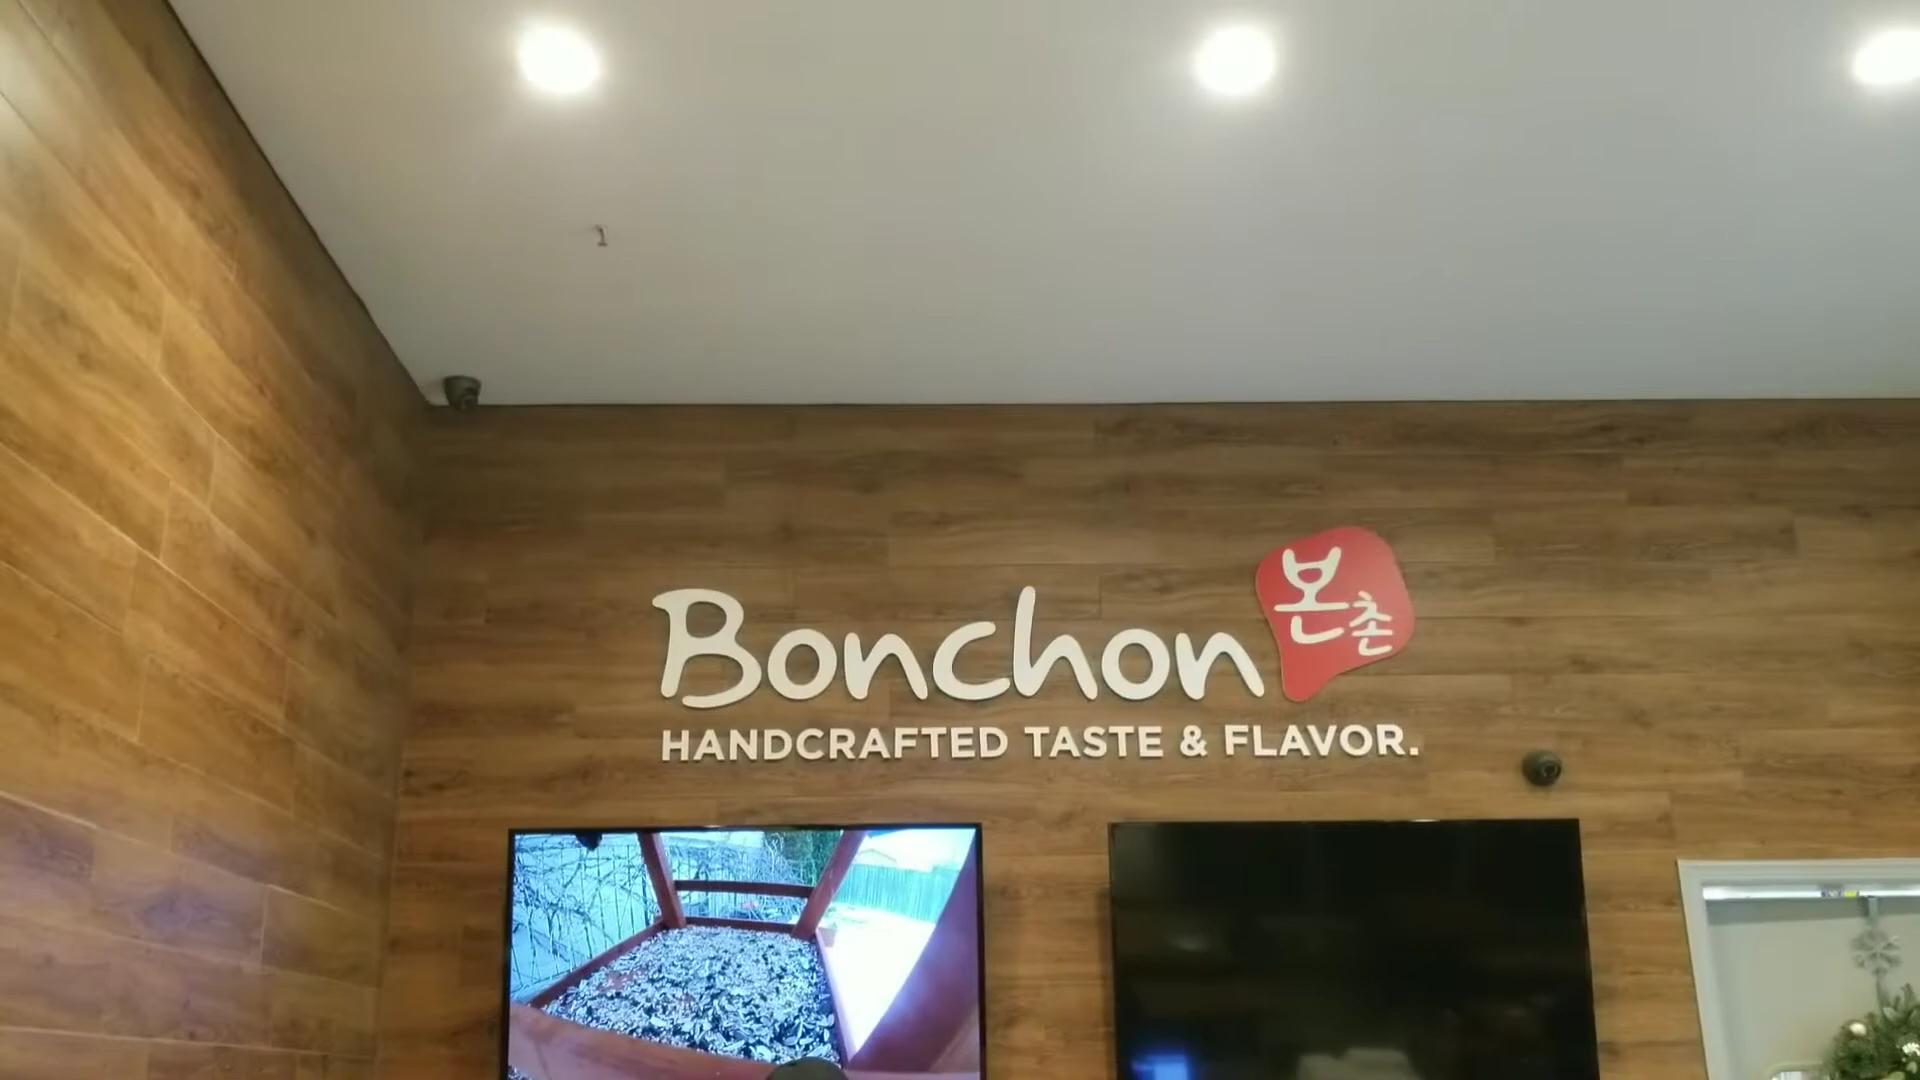 Bonchon
본촌
HANDCRAFTED TASTE & FLAVOR.